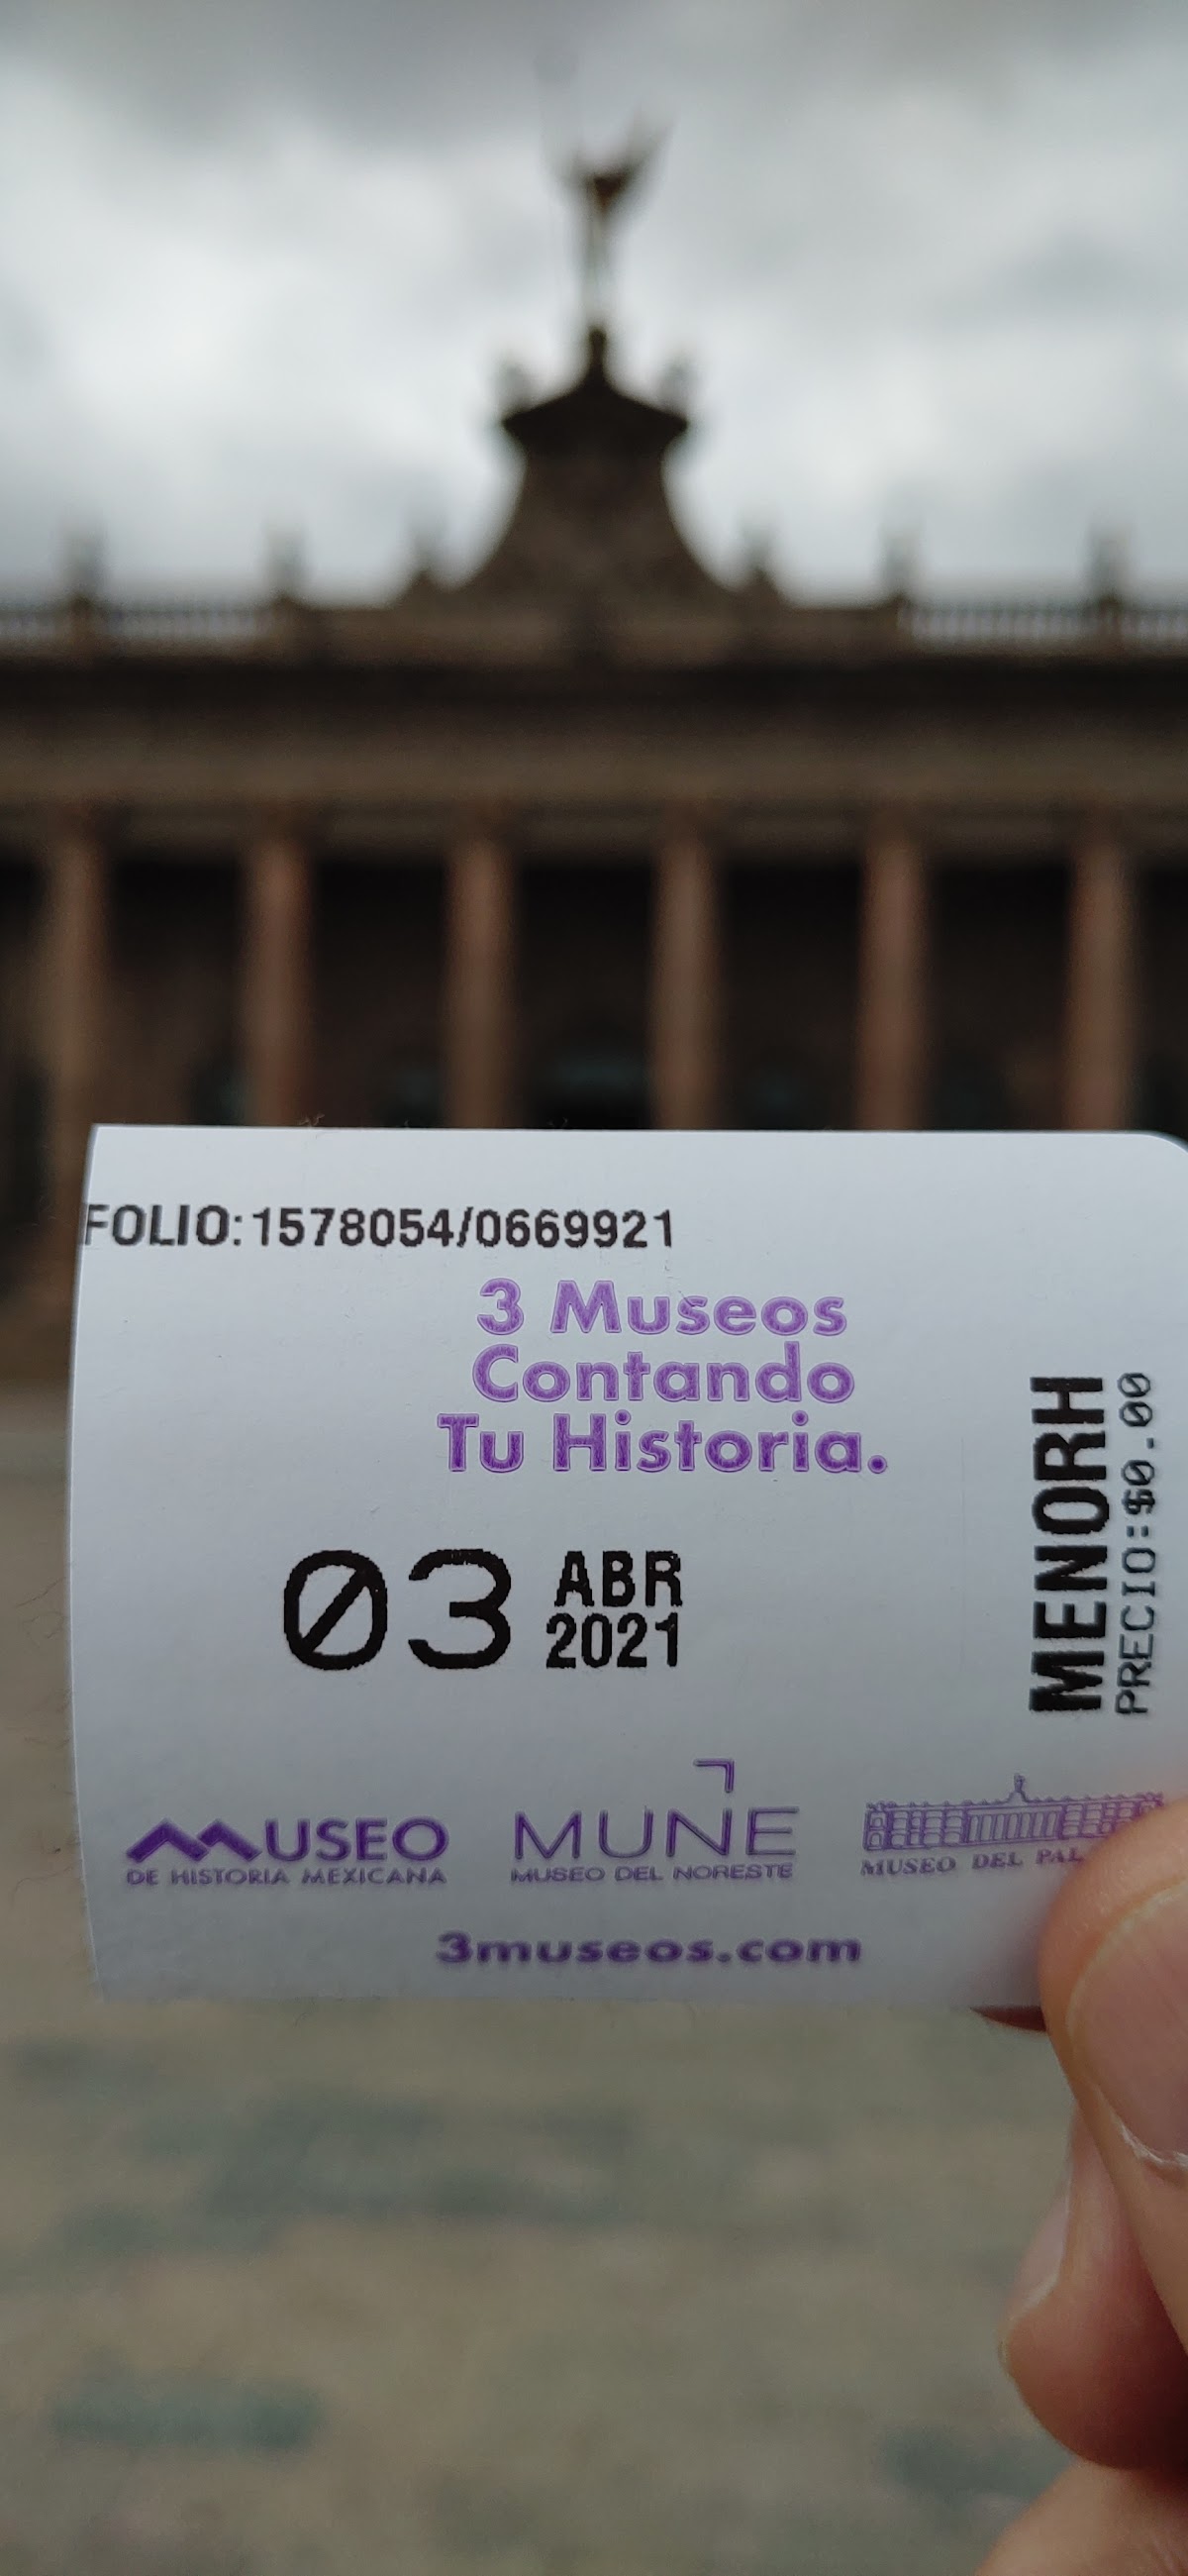 FOLIO:1578054/0669921
3 Museos
Contando
Tu Historia.
03 ABR
2021
MENORH
PRECIO:$0.00
MUSEO
DE HISTORIA MEXICANA
MUNE
MUSEO DEL NORESTE
MUSEO DEL
3museos.com